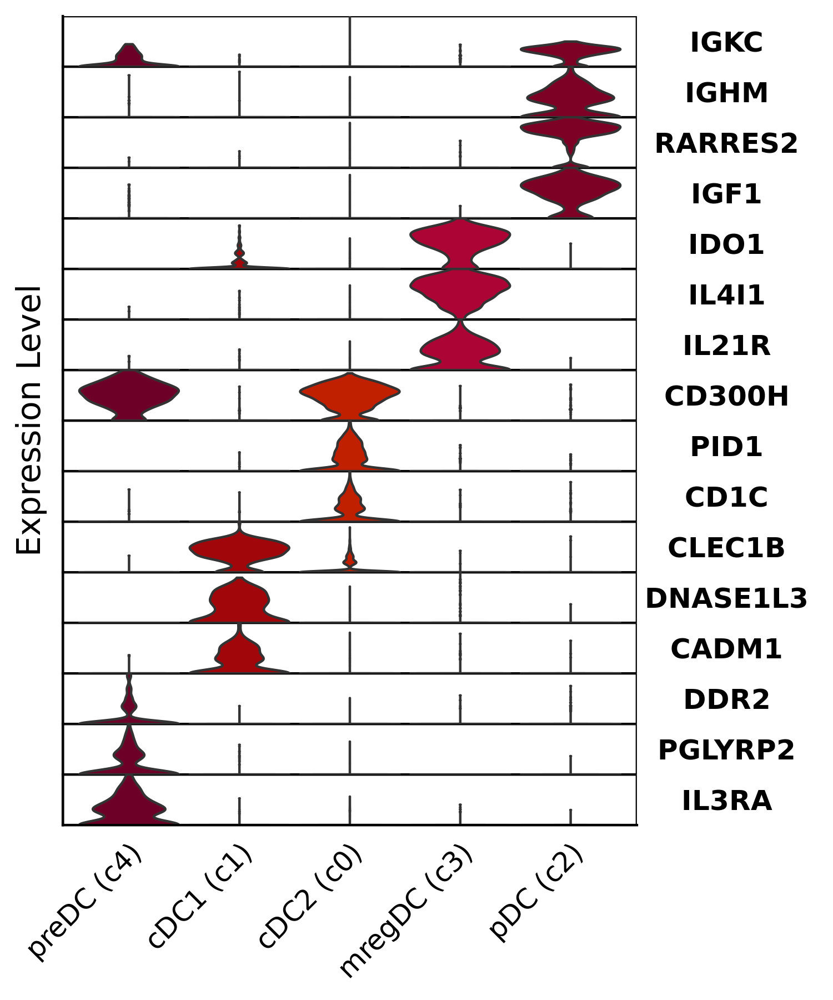 Expression Level
IGKC
IGHM
RARRES2
IGF1
IDO1
IL4I1
IL21R
CD300H
PID1
CD1C
CLEC1B
DNASE1L3
CADM1
DDR2
PGLYRP2
IL3RA
preDC (c4)
cDC1 (c1)
cDC2 (c0)
mregDC (c3)
pDC (c2)